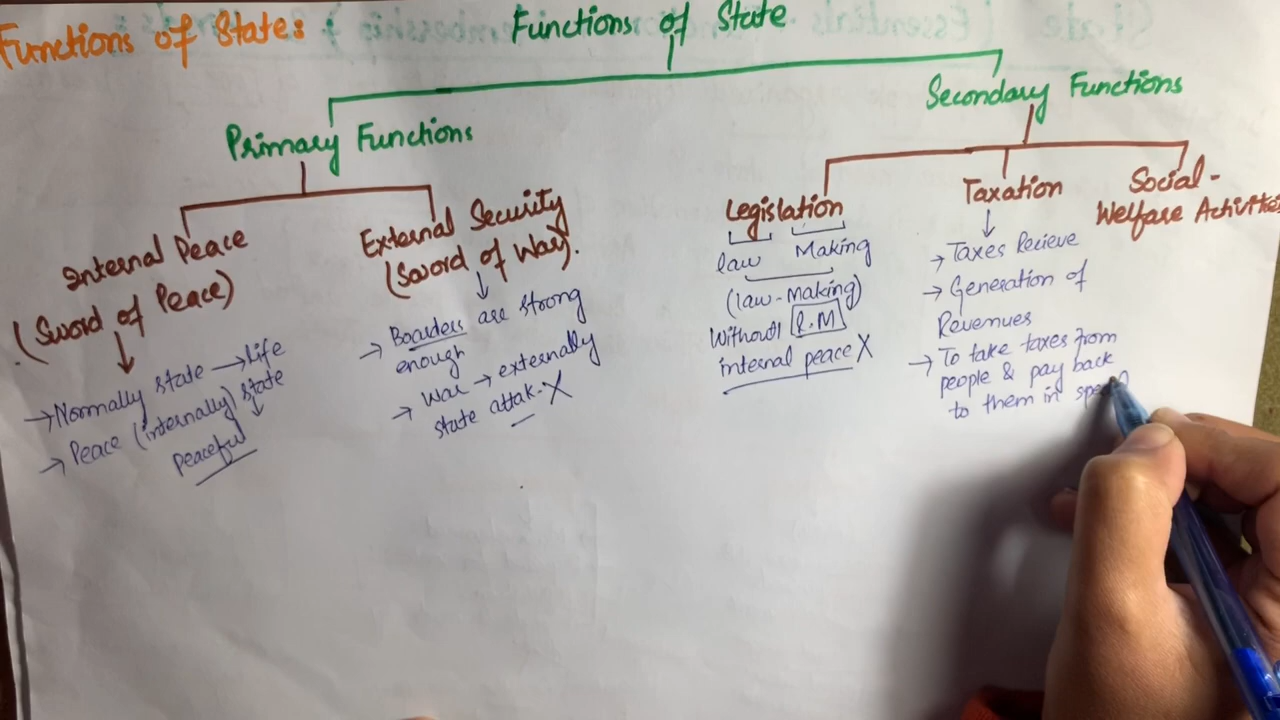 Functions of State:
Functions of State
Primary Functions
Secondary Functions
Internal Peace
(Sword of Peace)
→ Normally state → Life
→ Peace (internally) state
Peaceful
External Security
(Sword of War).
→ Boarders are strong
enough
→ War → externally
state attak. X
Legislation
law Making
(law-making)
Without L.M
internal peace X
Taxation
→ Taxes Recieve
→ Generation of
Revenues
→ To take taxes from
people & pay back
to them in
Social-
Welfare